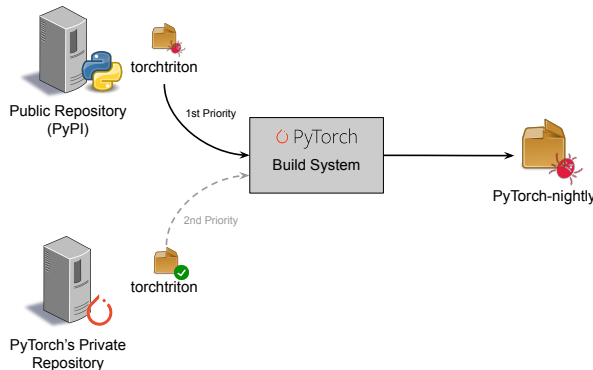 torchtriton
Public Repository
(PyPI)
1st Priority
PyTorch
Build System
PyTorch-nightly
2nd Priority
torchtriton
PyTorch's Private
Repository